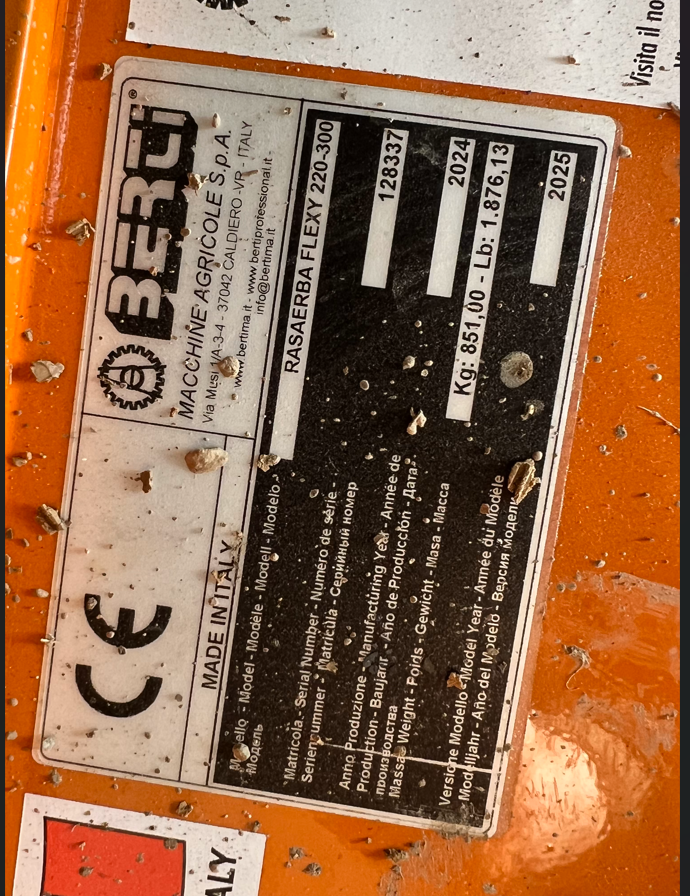 Visita il no
BERTI®
MACCHINE AGRICOLE S.p.A.
Via Musi 1/A-3-4 - 37042 CALDIERO -VR - ITALY
www.bertima.it - www.bertiprofessional.it -
info@bertima.it
CE
MADE IN ITALY
Modello - Model - Modèle - Modell - Modelo -
Модель
RASAERBA FLEXY 220-300
Matricola - Serial Number - Numéro de série -
Seriennummer - Matrícula - Серийный номер
128337
Anno Produzione - Manufacturing Year - Année de
Production - Baujahr - Año de Producción - Дата
производства
2024
Massa - Weight - Poids - Gewicht - Masa - Масса
Kg: 851,00 - Lb: 1.876,13
Versione Modello - Model Year - Année du Modèle
Modelljahr - Año del Modelo - Версия модели
2025
ALY